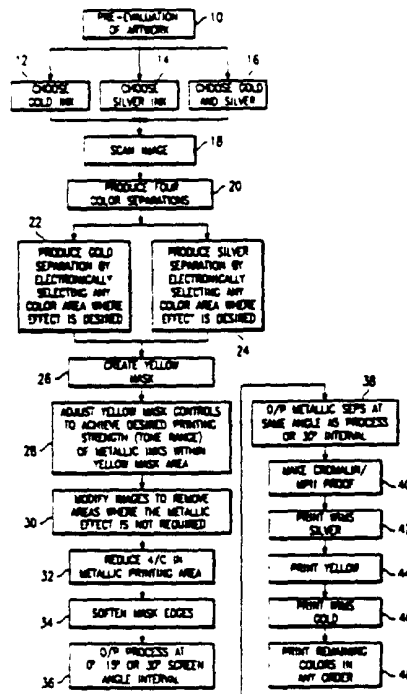 PRE-EVALUATION
OF ARTWORK
10
12
14
16
CHOOSE
GOLD INK
CHOOSE
SILVER INK
CHOOSE GOLD
AND SILVER
SCAN IMAGE
18
PRODUCE FOUR
COLOR SEPARATIONS
20
22
PRODUCE GOLD
SEPARATION BY
ELECTRONICALLY
SELECTING ANY
COLOR AREA WHERE
EFFECT IS DESIRED
PRODUCE SILVER
SEPARATION BY
ELECTRONICALLY
SELECTING ANY
COLOR AREA WHERE
EFFECT IS DESIRED
24
CREATE YELLOW
MASK
26
ADJUST YELLOW MASK CONTROLS
TO ACHIEVE DESIRED PRINTING
STRENGTH (TONE RANGE)
OF METALLIC INKS WITHIN
YELLOW MASK AREA
28
MODIFY IMAGES TO REMOVE
AREAS WHERE THE METALLIC
EFFECT IS NOT REQUIRED
30
REDUCE 4/C IN
METALLIC PRINTING AREA
32
SOFTEN MASK EDGES
34
O/P PROCESS AT
0° 15° OR 30° SCREEN
ANGLE INTERVAL
36
38
O/P METALLIC SEPS AT
SAME ANGLE AS PROCESS
OR 30° INTERVAL
MAKE CROMALIN/
PROOF
40
PRINT
SILVER
42
PRINT YELLOW
44
PRINT
GOLD
46
PRINT REMAINING
COLORS IN
ANY ORDER
48